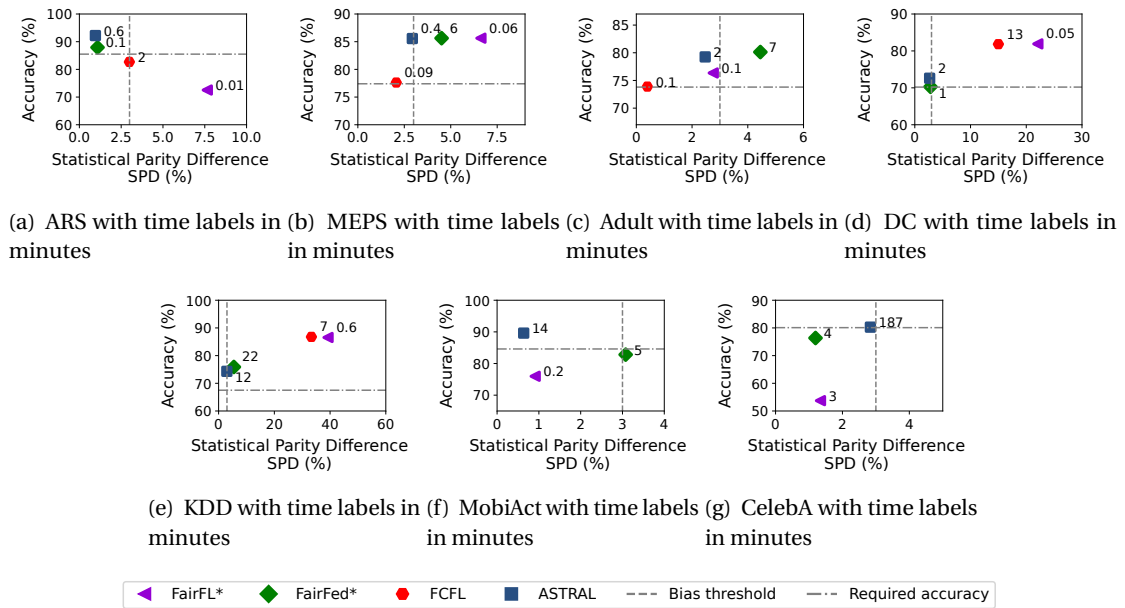 Accuracy (%)
100
90
80
70
60
0.6
0.1
2
0.01
0.0 2.5 5.0 7.5 10.0
Statistical Parity Difference
SPD (%)
Accuracy (%)
90
85
80
75
70
0.4 6 0.06
0.09
0.0 2.5 5.0 7.5
Statistical Parity Difference
SPD (%)
Accuracy (%)
85
80
75
70
2
7
0.1
0.1
0 2 4 6
Statistical Parity Difference
SPD (%)
Accuracy (%)
90
80
70
60
13 0.05
2
1
0 10 20 30
Statistical Parity Difference
SPD (%)
(a) ARS with time labels in minutes
(b) MEPS with time labels in minutes
(c) Adult with time labels in minutes
(d) DC with time labels in minutes
Accuracy (%)
100
90
80
70
60
7 0.6
22
12
0 20 40 60
Statistical Parity Difference
SPD (%)
Accuracy (%)
100
90
80
70
14
5
0.2
0 1 2 3 4
Statistical Parity Difference
SPD (%)
Accuracy (%)
90
80
70
60
50
187
4
3
0 2 4
Statistical Parity Difference
SPD (%)
(e) KDD with time labels in minutes
(f) MobiAct with time labels in minutes
(g) CelebA with time labels in minutes
FairFL* FairFed* FCFL ASTRAL Bias threshold Required accuracy